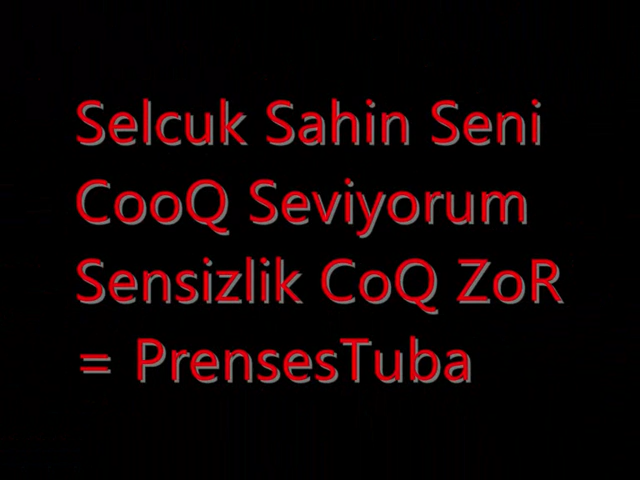 Selcuk Sahin Seni
CooQ Seviyorum
Sensizlik CoQ ZoR
= PrensesTuba